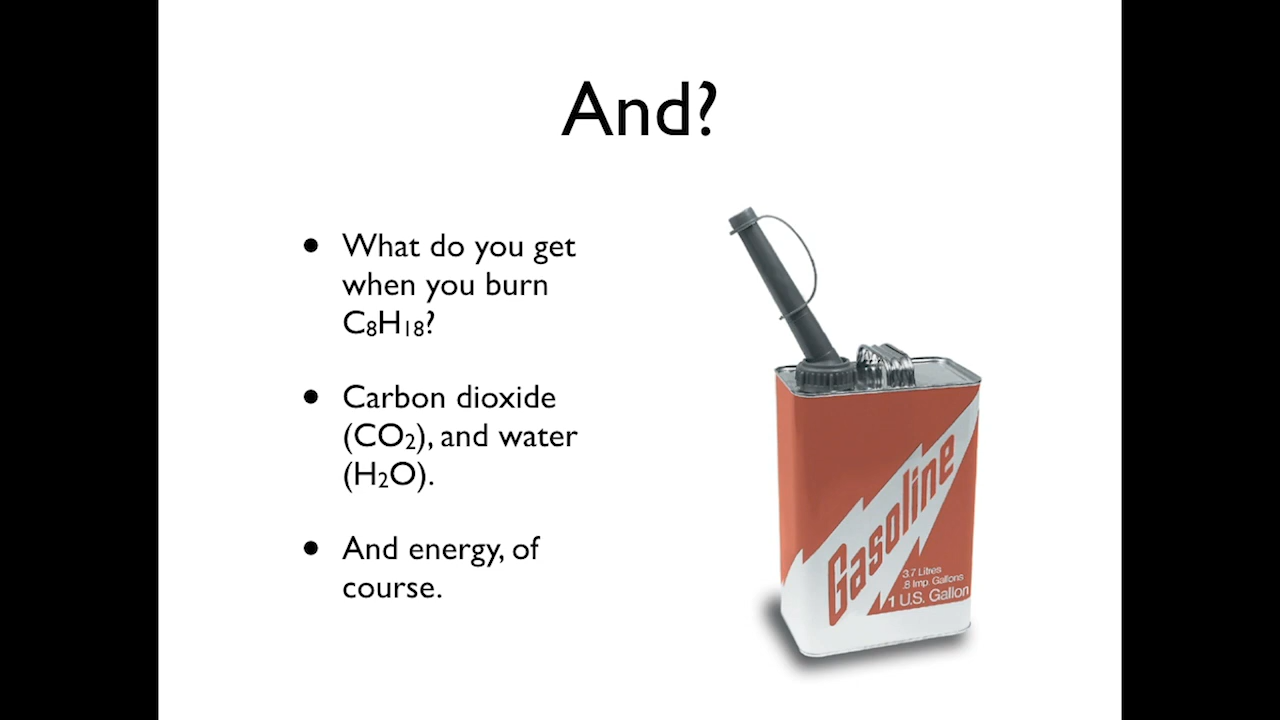 And?
• What do you get
when you burn
C₈H₁₈?
• Carbon dioxide
(CO₂), and water
(H₂O).
• And energy, of
course.
Gasoline
3.7 Litres
.8 Imp. Gallons
1 U.S. Gallon